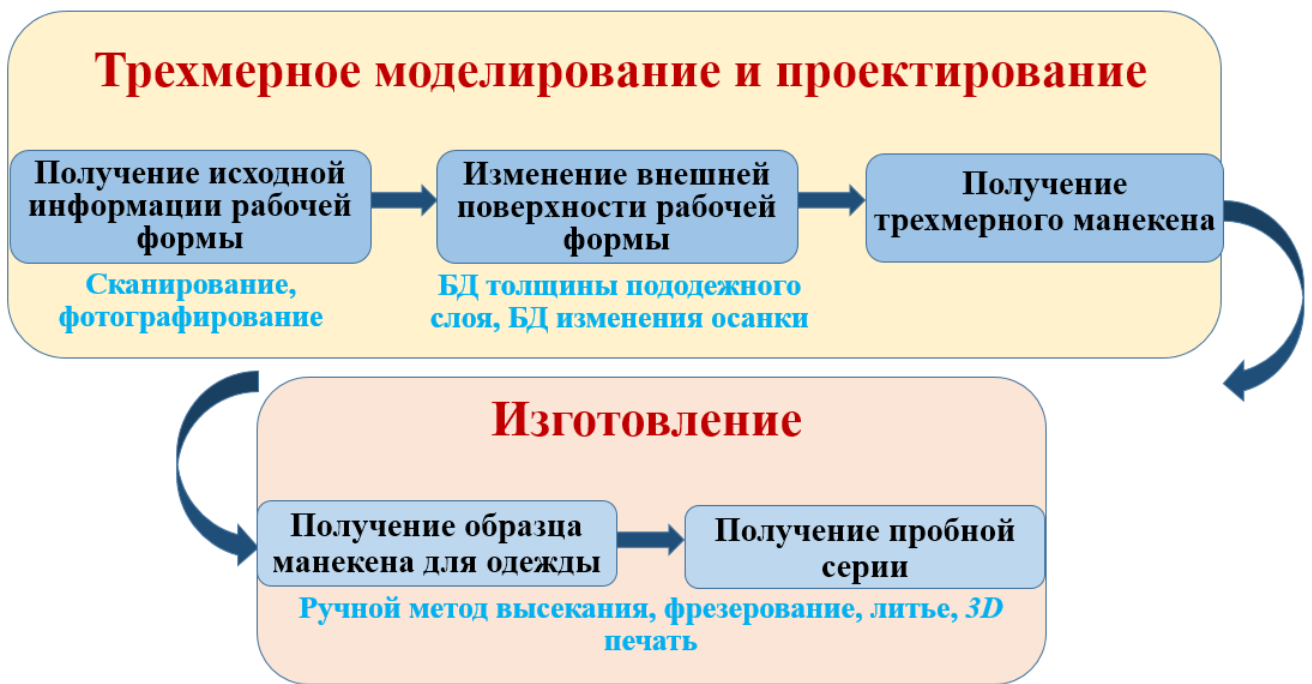 Трехмерное моделирование и проектирование
Получение исходной
информации рабочей
формы
Изменение внешней
поверхности рабочей
формы
Получение
трехмерного манекена
Сканирование,
фотографирование
БД толщины пододежного
слоя, БД изменения осанки
Изготовление
Получение образца
манекена для одежды
Получение пробной
серии
Ручной метод высекания, фрезерование, литье, 3D
печать